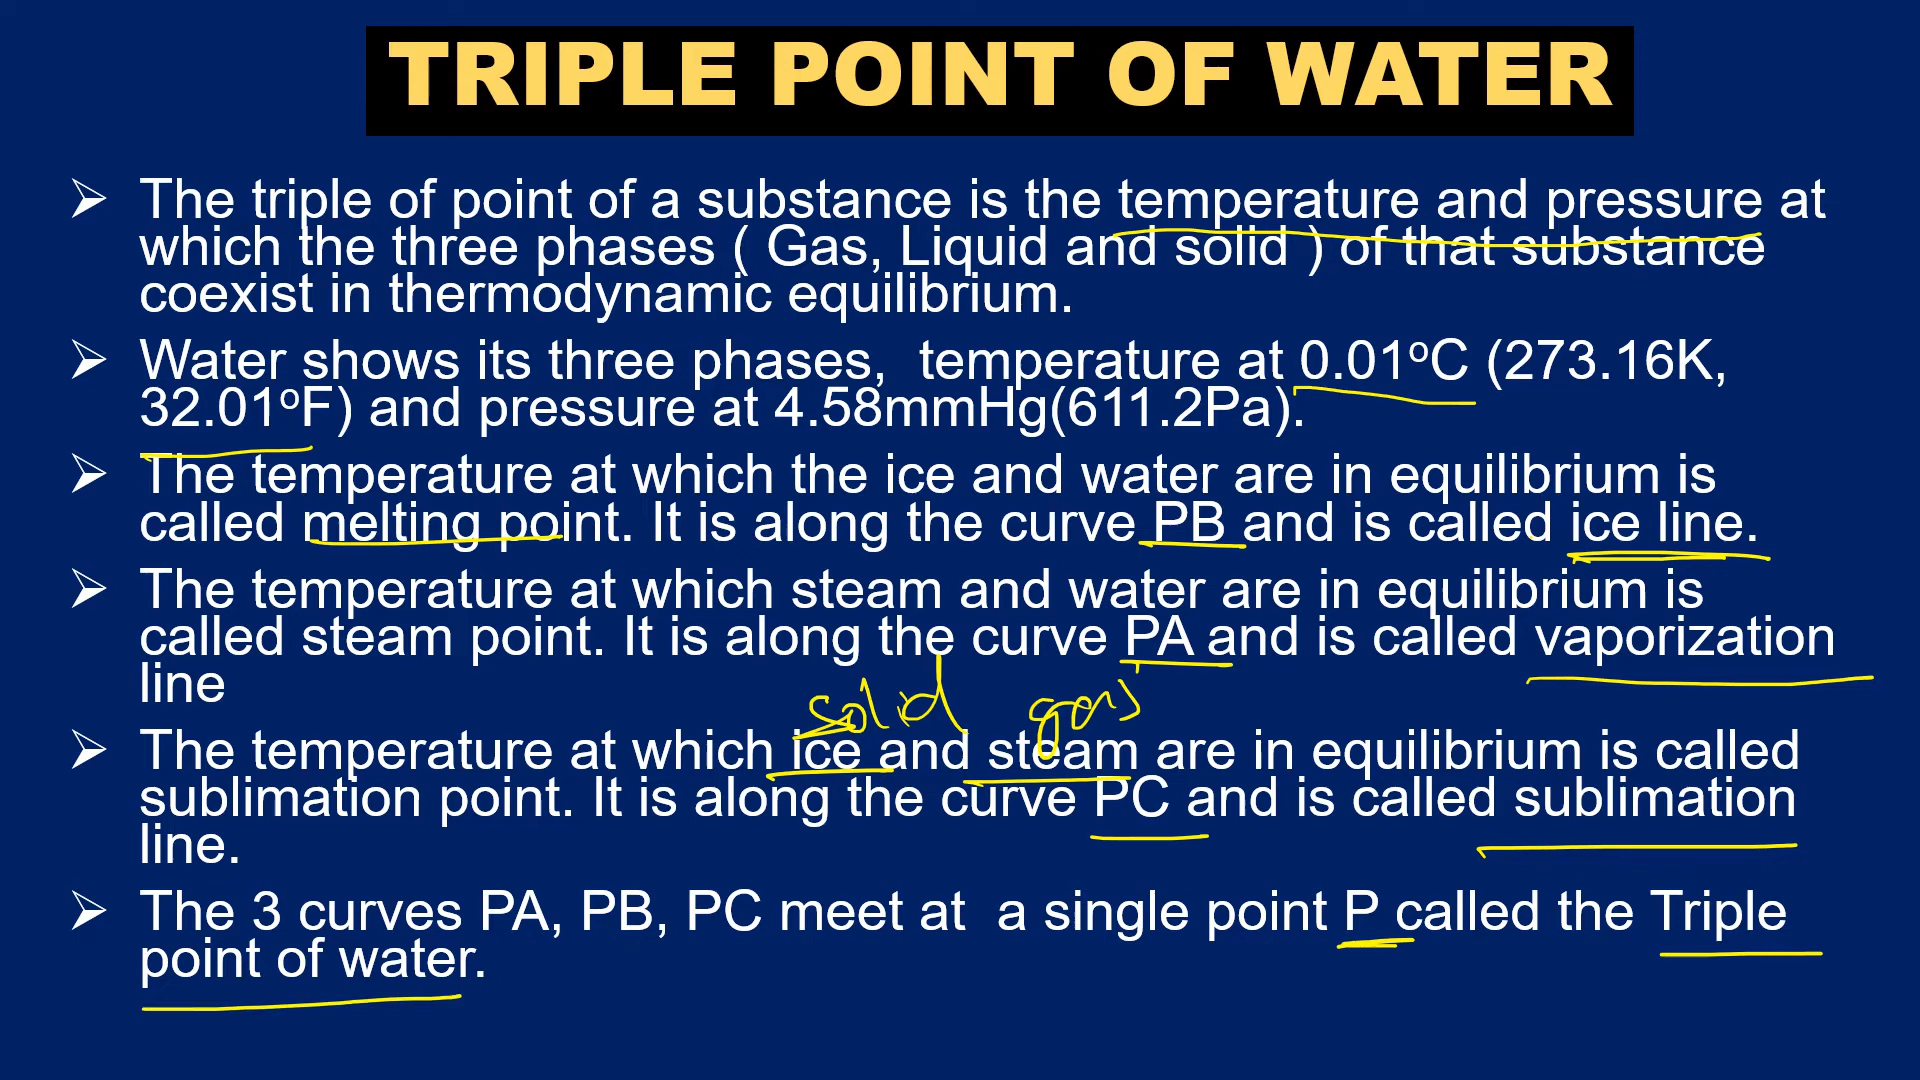 TRIPLE POINT OF WATER
➢ The triple of point of a substance is the temperature and pressure at
which the three phases ( Gas, Liquid and solid ) of that substance
coexist in thermodynamic equilibrium.
➢ Water shows its three phases,  temperature at 0.01ᵒC (273.16K,
32.01ᵒF) and pressure at 4.58mmHg(611.2Pa).
➢ The temperature at which the ice and water are in equilibrium is
called melting point. It is along the curve PB and is called ice line.
➢ The temperature at which steam and water are in equilibrium is
called steam point. It is along the curve PA and is called vaporization
line
solid gas
➢ The temperature at which ice and steam are in equilibrium is called
sublimation point. It is along the curve PC and is called sublimation
line.
➢ The 3 curves PA, PB, PC meet at  a single point P called the Triple
point of water.